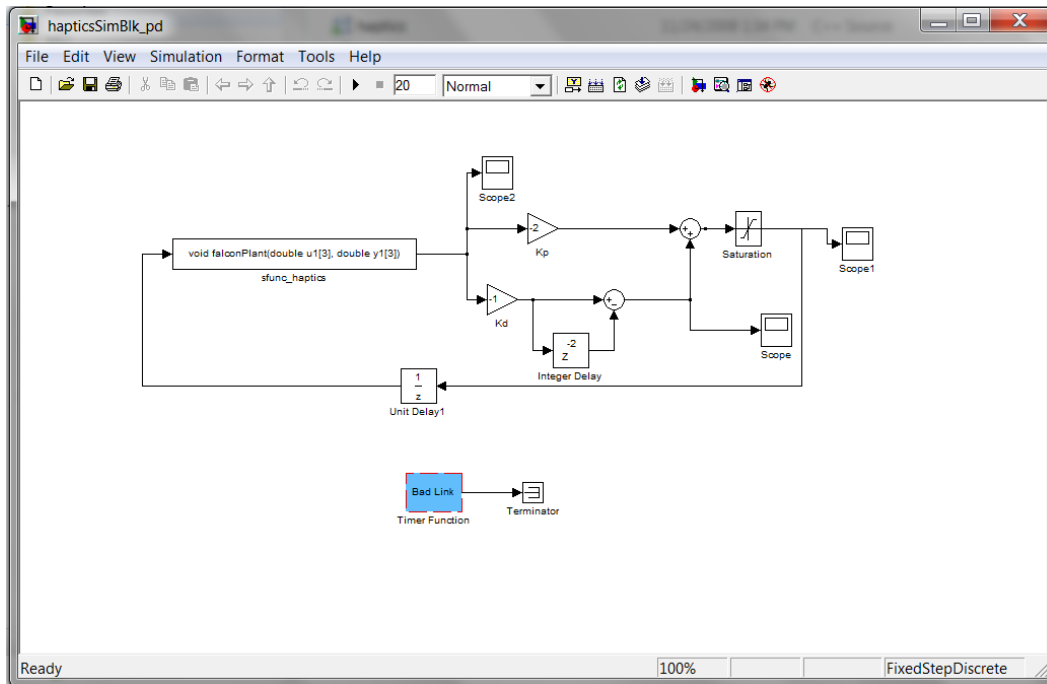 hapticsSimBlk_pd
File Edit View Simulation Format Tools Help
20 Normal
Scope2
-2
Kp
+
+
Saturation
Scope1
void falconPlant(double u1[3], double y1[3])
sfunc_haptics
-1
Kd
+
-
-2
Z
Integer Delay
Scope
1
z
Unit Delay1
Bad Link
Timer Function
Terminator
Ready 100% FixedStepDiscrete